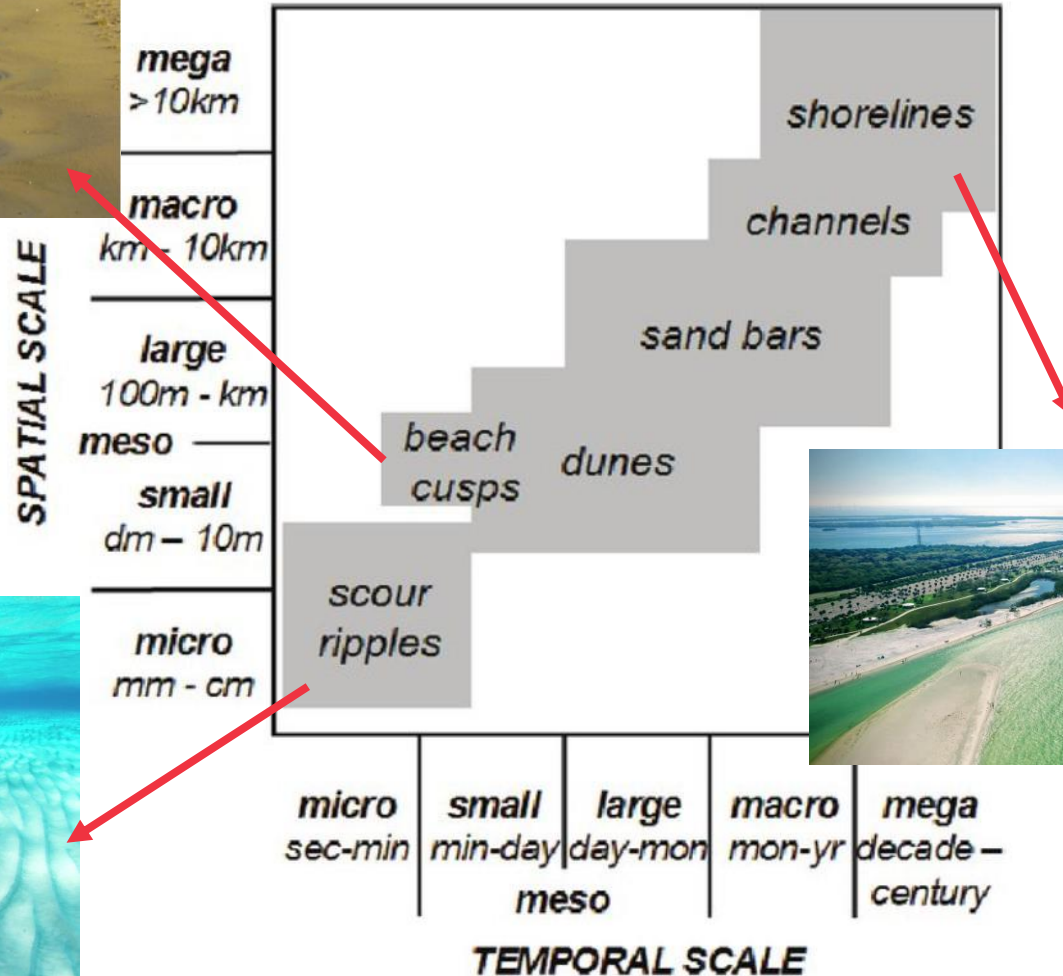 mega
>10km
macro
km - 10km
large
100m - km
meso
small
dm – 10m
micro
mm - cm
SPATIAL SCALE
shorelines
channels
sand bars
beach
cusps
dunes
scour
ripples
micro
sec-min
small
min-day
large
day-mon
meso
macro
mon-yr
mega
decade –
century
TEMPORAL SCALE